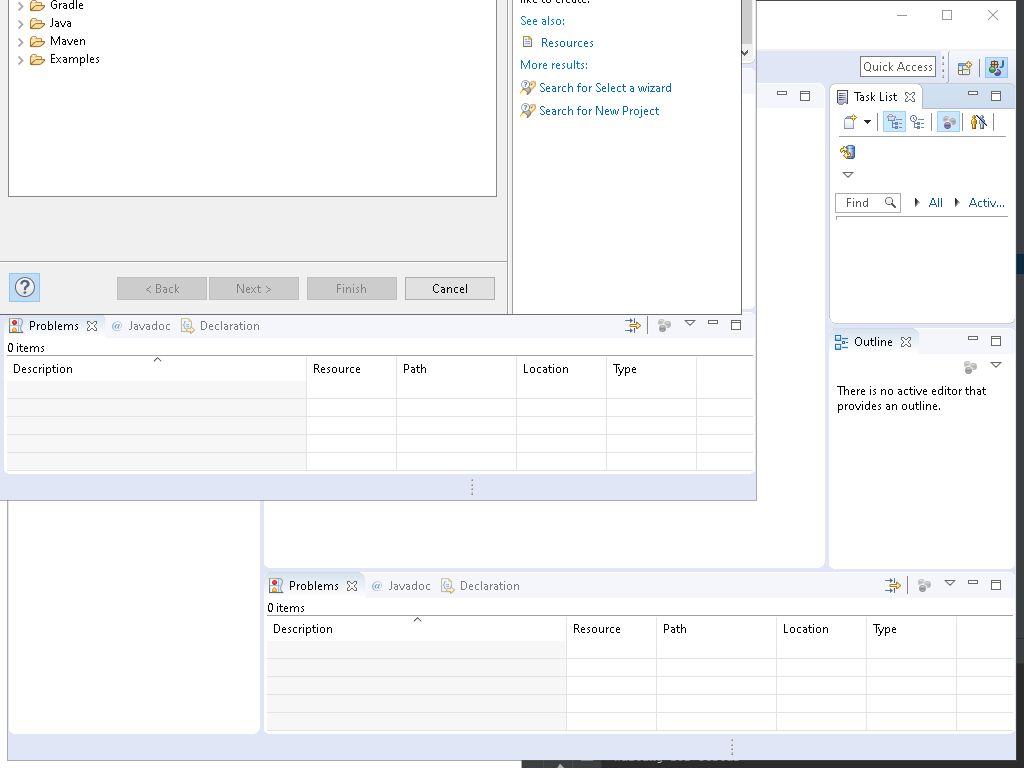 Gradle
Java
Maven
Examples
like to create.
See also:
Resources
More results:
Search for Select a wizard
Search for New Project
< Back
Next >
Finish
Cancel
Quick Access
Task List
Find
All
Activ...
Problems
Javadoc
Declaration
0 items
Description
Resource
Path
Location
Type
Outline
There is no active editor that
provides an outline.
Problems
Javadoc
Declaration
0 items
Description
Resource
Path
Location
Type